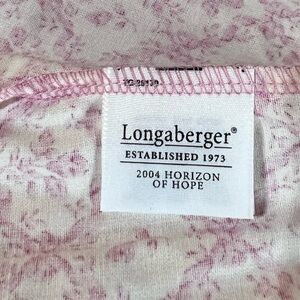 Longaberger®
ESTABLISHED 1973
2004 HORIZON
OF HOPE